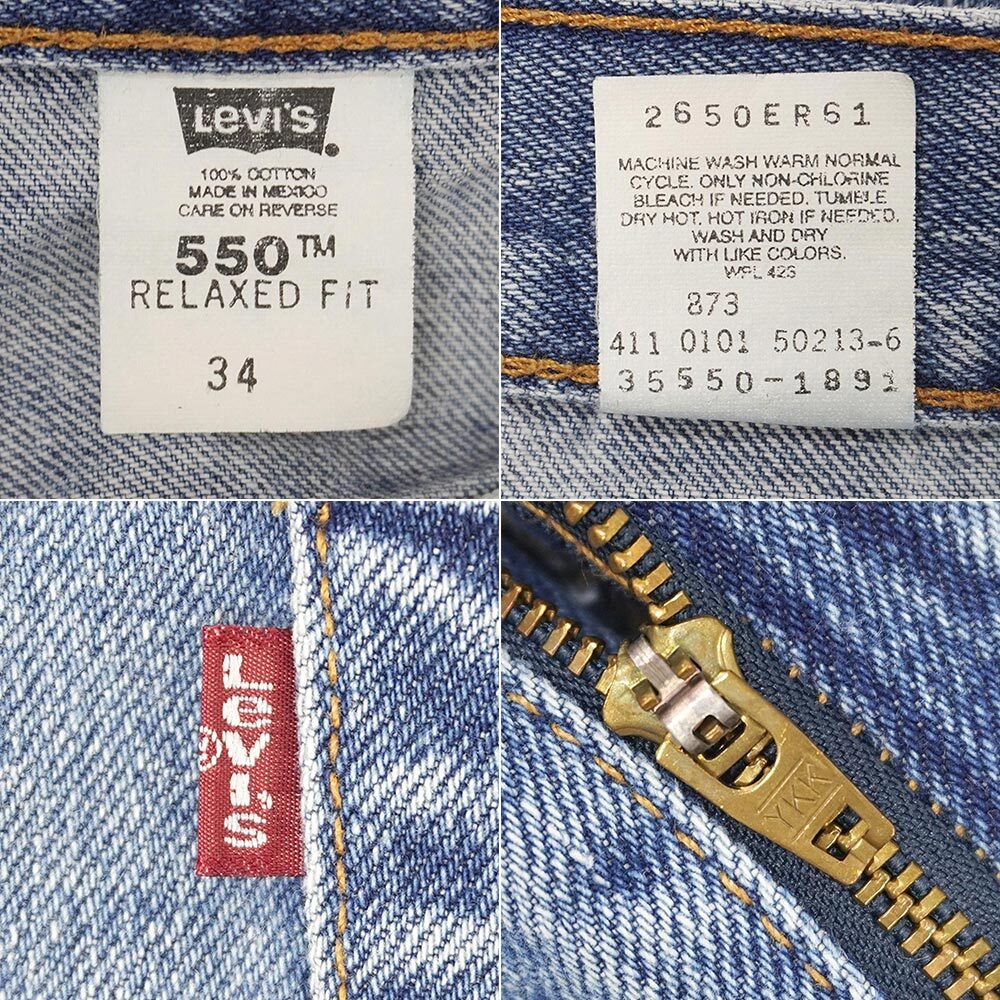 Levi's
100% COTTON
MADE IN MEXICO
CARE ON REVERSE
550™
RELAXED FIT
34
2650ER61
MACHINE WASH WARM NORMAL
CYCLE. ONLY NON-CHLORINE
BLEACH IF NEEDED. TUMBLE
DRY HOT. HOT IRON IF NEEDED.
WASH AND DRY
WITH LIKE COLORS.
WPL 423
873
411 0101 50213-6
35550-1891
LEVI'S
®
YKK